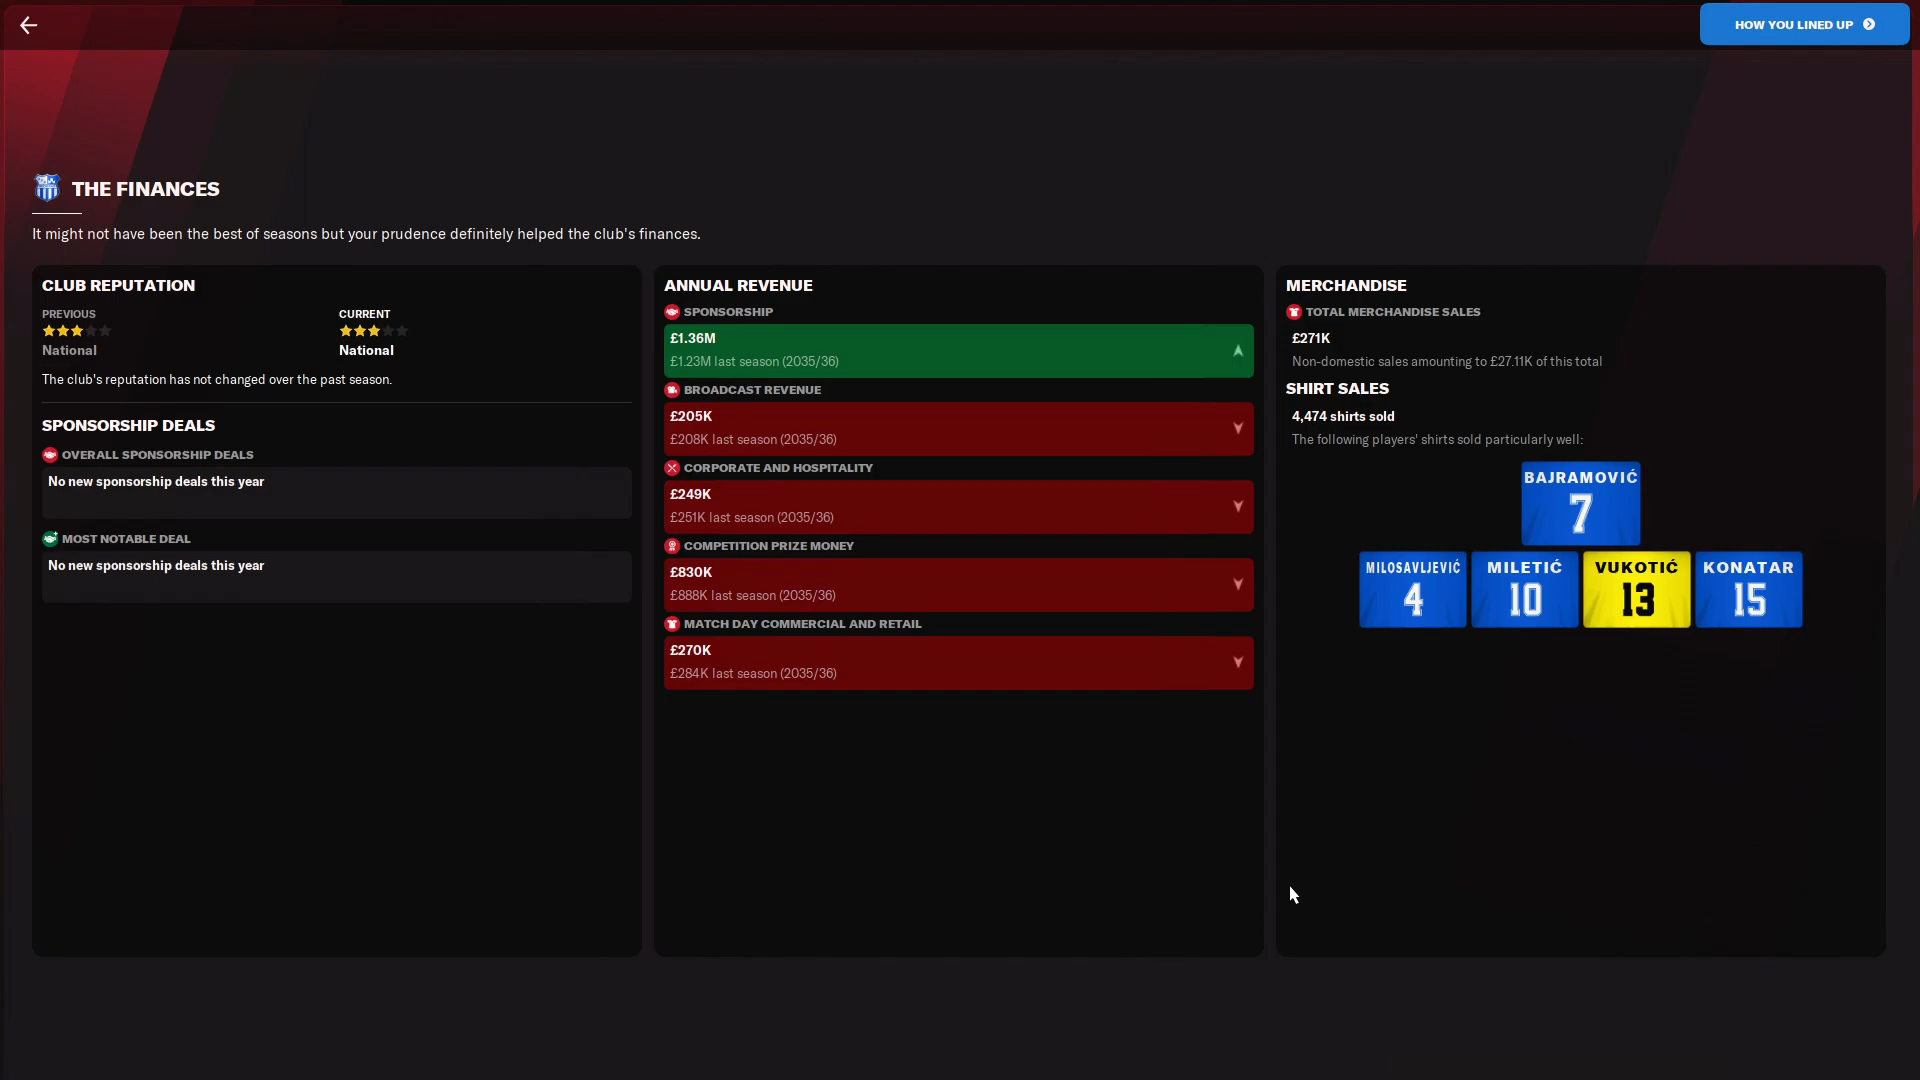 HOW YOU LINED UP
THE FINANCES
It might not have been the best of seasons but your prudence definitely helped the club's finances.
CLUB REPUTATION
PREVIOUS
National
CURRENT
National
The club's reputation has not changed over the past season.
SPONSORSHIP DEALS
OVERALL SPONSORSHIP DEALS
No new sponsorship deals this year
MOST NOTABLE DEAL
No new sponsorship deals this year
ANNUAL REVENUE
SPONSORSHIP
£1.36M
£1.23M last season (2035/36)
BROADCAST REVENUE
£205K
£208K last season (2035/36)
CORPORATE AND HOSPITALITY
£249K
£251K last season (2035/36)
COMPETITION PRIZE MONEY
£830K
£888K last season (2035/36)
MATCH DAY COMMERCIAL AND RETAIL
£270K
£284K last season (2035/36)
MERCHANDISE
TOTAL MERCHANDISE SALES
£271K
Non-domestic sales amounting to £27.11K of this total
SHIRT SALES
4,474 shirts sold
The following players' shirts sold particularly well:
BAJRAMOVIĆ
7
MILOSAVLJEVIĆ
4
MILETIĆ
10
VUKOTIĆ
13
KONATAR
15